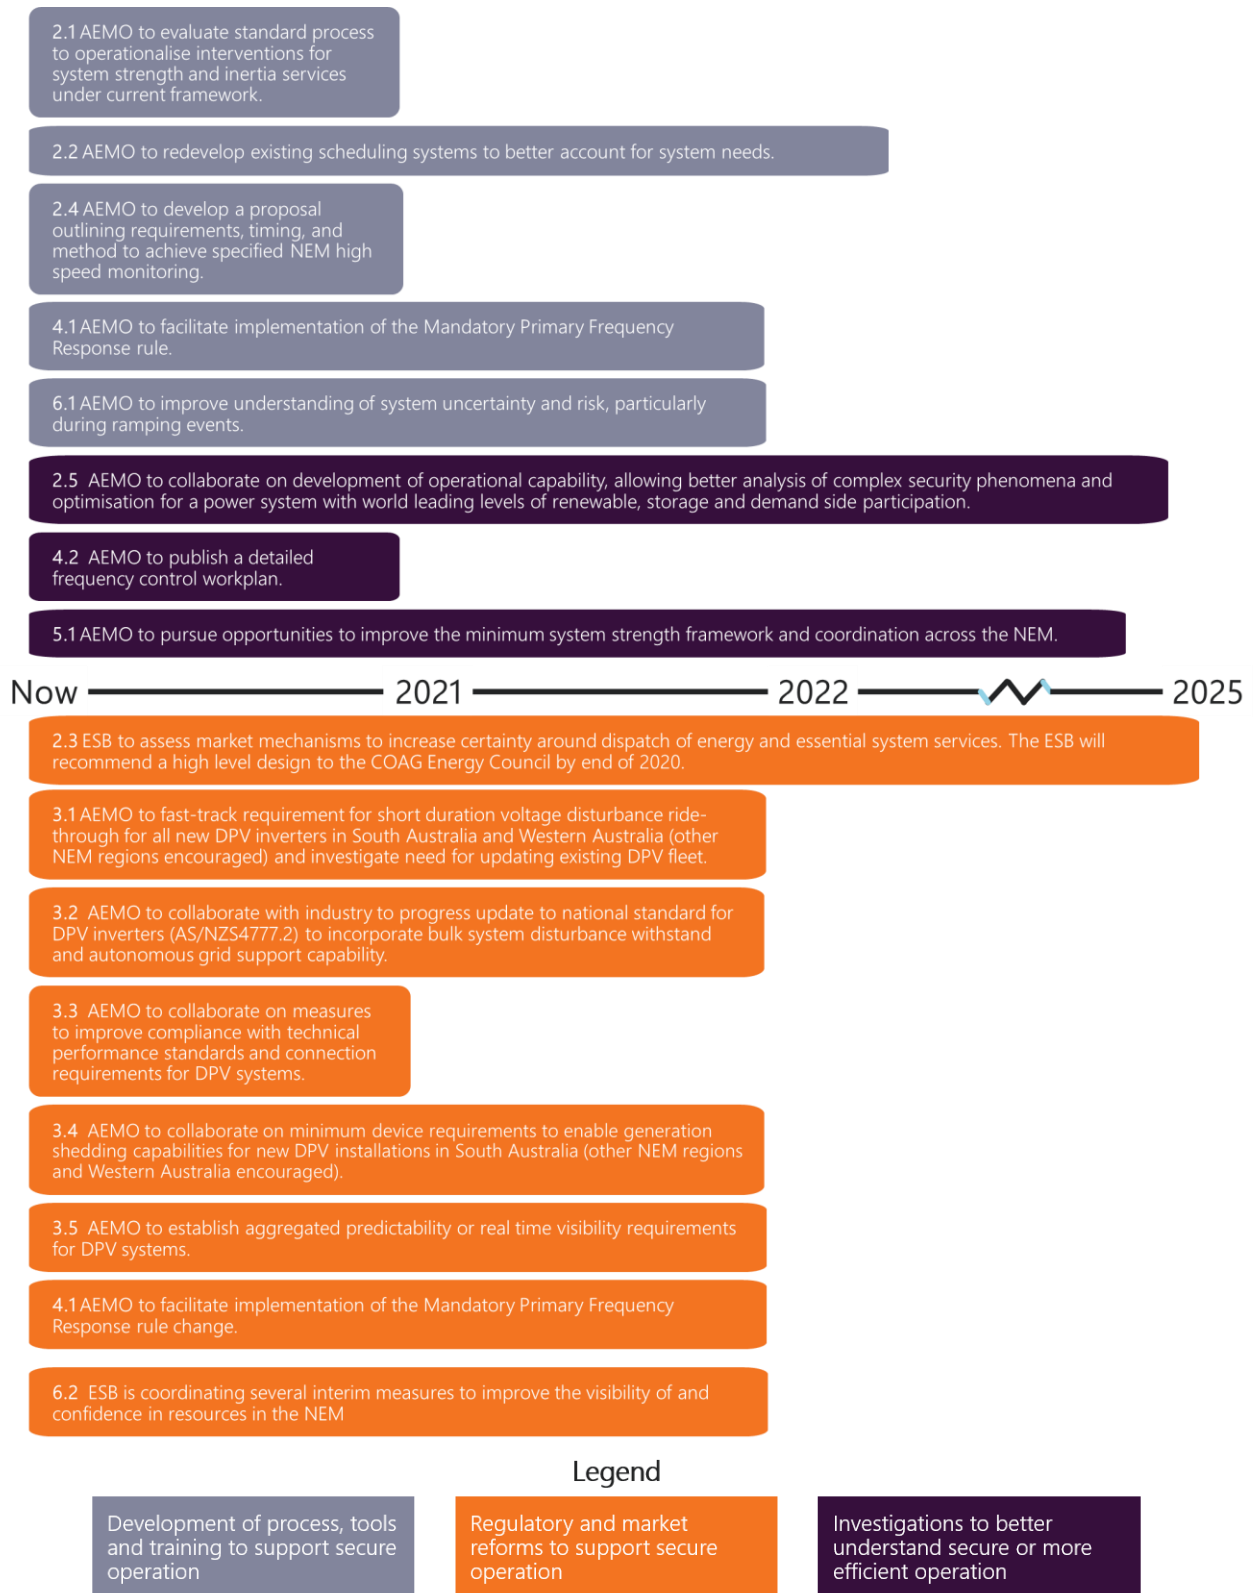 2.1 AEMO to evaluate standard process
to operationalise interventions for
system strength and inertia services
under current framework.
2.2 AEMO to redevelop existing scheduling systems to better account for system needs.
2.4 AEMO to develop a proposal
outlining requirements, timing, and
method to achieve specified NEM high
speed monitoring.
4.1 AEMO to facilitate implementation of the Mandatory Primary Frequency
Response rule.
6.1 AEMO to improve understanding of system uncertainty and risk, particularly
during ramping events.
2.5 AEMO to collaborate on development of operational capability, allowing better analysis of complex security phenomena and
optimisation for a power system with world leading levels of renewable, storage and demand side participation.
4.2 AEMO to publish a detailed
frequency control workplan.
5.1 AEMO to pursue opportunities to improve the minimum system strength framework and coordination across the NEM.
Now 2021 2022 2025
2.3 ESB to assess market mechanisms to increase certainty around dispatch of energy and essential system services. The ESB will
recommend a high level design to the COAG Energy Council by end of 2020.
3.1 AEMO to fast-track requirement for short duration voltage disturbance ride-
through for all new DPV inverters in South Australia and Western Australia (other
NEM regions encouraged) and investigate need for updating existing DPV fleet.
3.2 AEMO to collaborate with industry to progress update to national standard for
DPV inverters (AS/NZS4777.2) to incorporate bulk system disturbance withstand
and autonomous grid support capability.
3.3 AEMO to collaborate on measures
to improve compliance with technical
performance standards and connection
requirements for DPV systems.
3.4 AEMO to collaborate on minimum device requirements to enable generation
shedding capabilities for new DPV installations in South Australia (other NEM regions
and Western Australia encouraged).
3.5 AEMO to establish aggregated predictability or real time visibility requirements
for DPV systems.
4.1 AEMO to facilitate implementation of the Mandatory Primary Frequency
Response rule change.
6.2 ESB is coordinating several interim measures to improve the visibility of and
confidence in resources in the NEM
Legend
Development of process, tools
and training to support secure
operation
Regulatory and market
reforms to support secure
operation
Investigations to better
understand secure or more
efficient operation